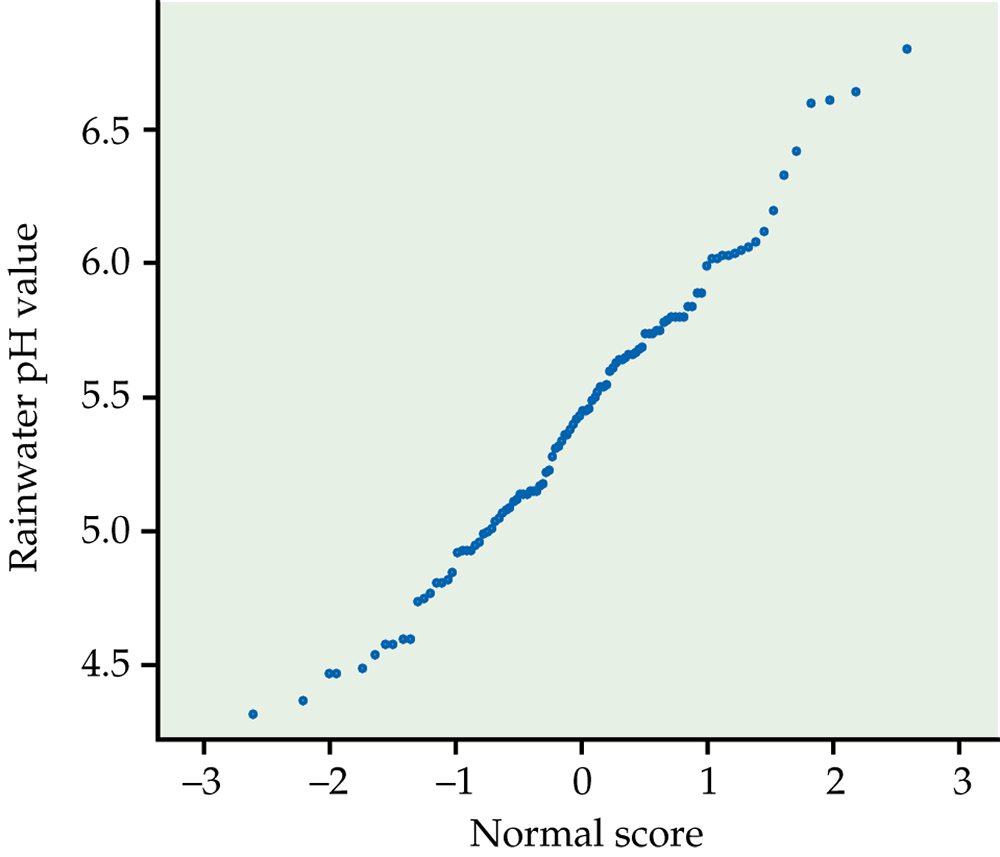 Rainwater pH value
6.5
6.0
5.5
5.0
4.5
–3 –2 –1 0 1 2 3
Normal score